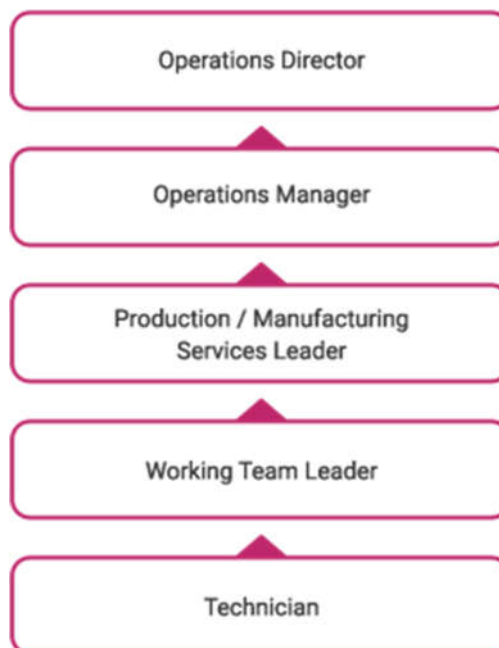 Operations Director
Operations Manager
Production / Manufacturing
Services Leader
Working Team Leader
Technician